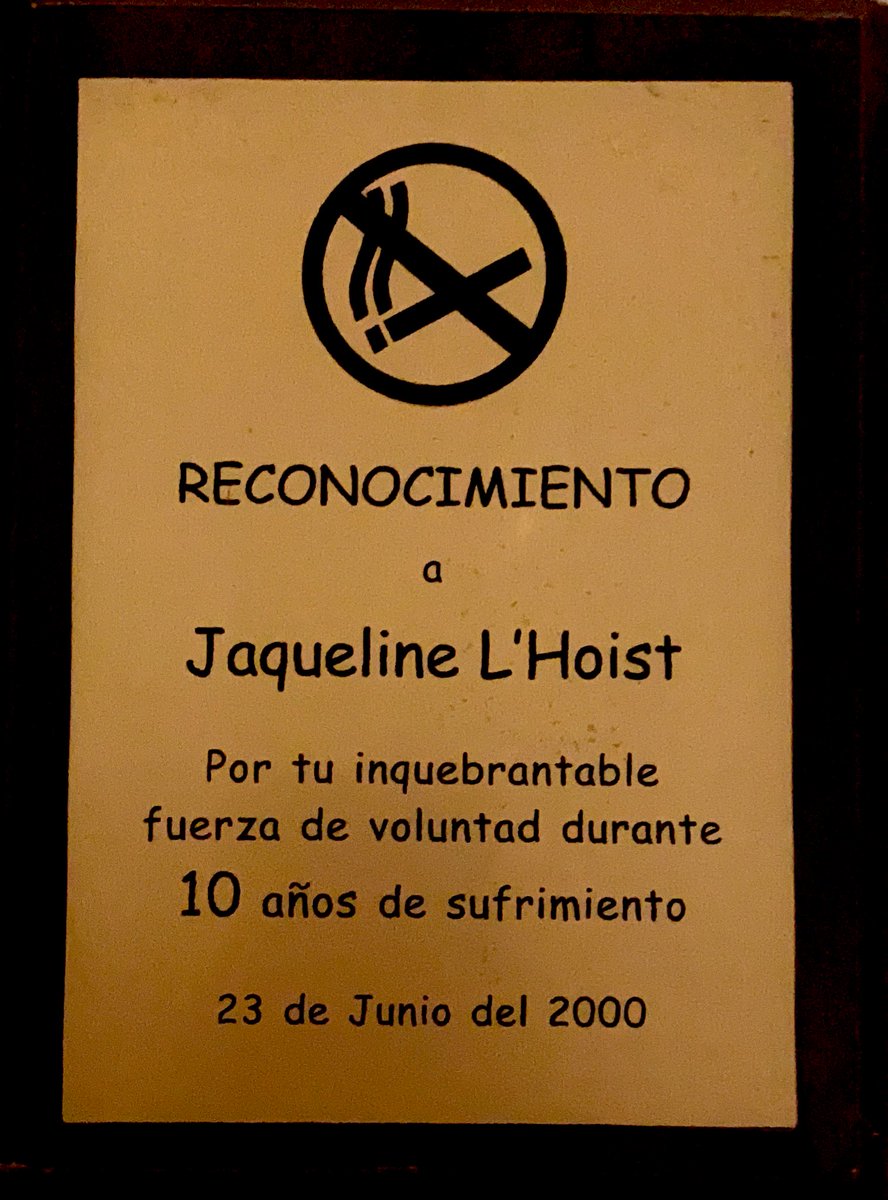 RECONOCIMIENTO
a
Jaqueline L'Hoist
Por tu inquebrantable
fuerza de voluntad durante
10 años de sufrimiento
23 de Junio del 2000